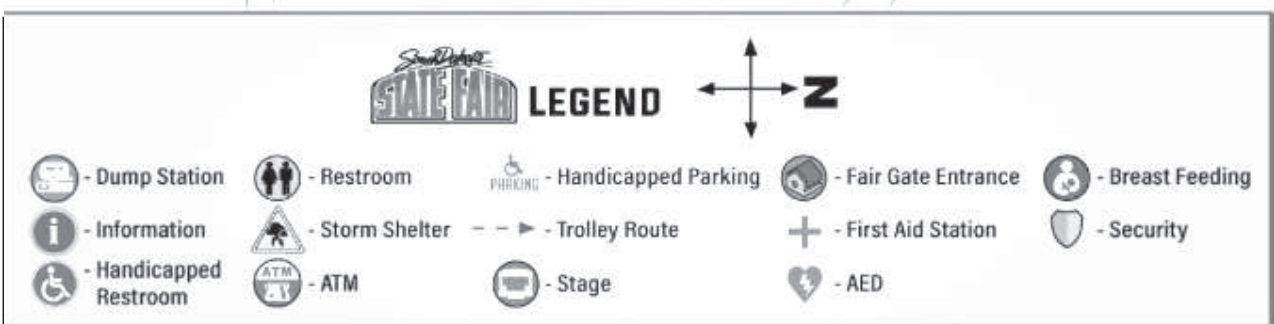 South Dakota
STATE FAIR LEGEND N
- Dump Station
- Restroom
PARKING - Handicapped Parking
- Fair Gate Entrance
- Breast Feeding
i - Information
- Storm Shelter
- Trolley Route
- First Aid Station
- Security
- Handicapped
Restroom
ATM - ATM
- Stage
- AED